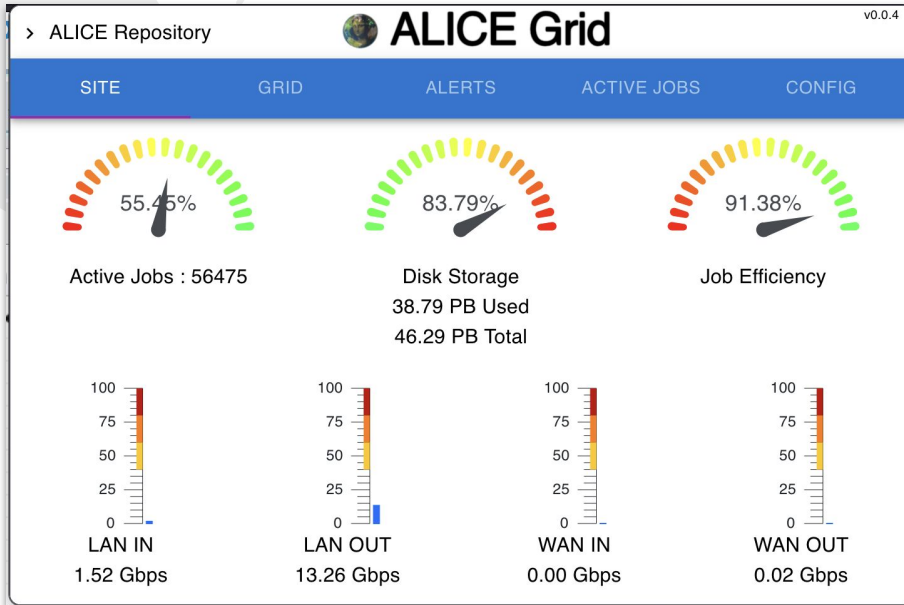 ALICE Repository
ALICE Grid
v0.0.4
SITE GRID ALERTS ACTIVE JOBS CONFIG
55.45% 83.79% 91.38%
Active Jobs : 56475 Disk Storage Job Efficiency
38.79 PB Used
46.29 PB Total
100 100 100 100
75 75 75 75
50 50 50 50
25 25 25 25
0 0 0 0
LAN IN LAN OUT WAN IN WAN OUT
1.52 Gbps 13.26 Gbps 0.00 Gbps 0.02 Gbps